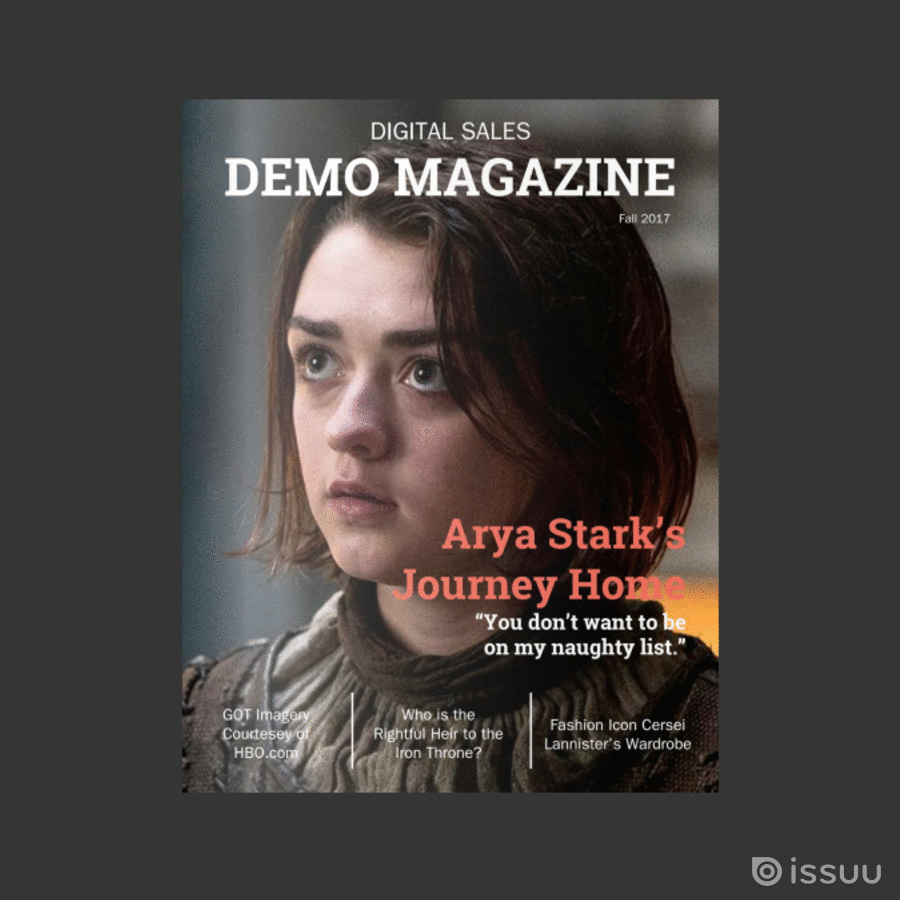 DIGITAL SALES
DEMO MAGAZINE
Fall 2017
Arya Stark's
Journey Home
“You don’t want to be
on my naughty list.”
GOT Imagery
Courtesey of
HBO.com
Who is the
Rightful Heir to the
Iron Throne?
Fashion Icon Cersei
Lannister’s Wardrobe
issuu